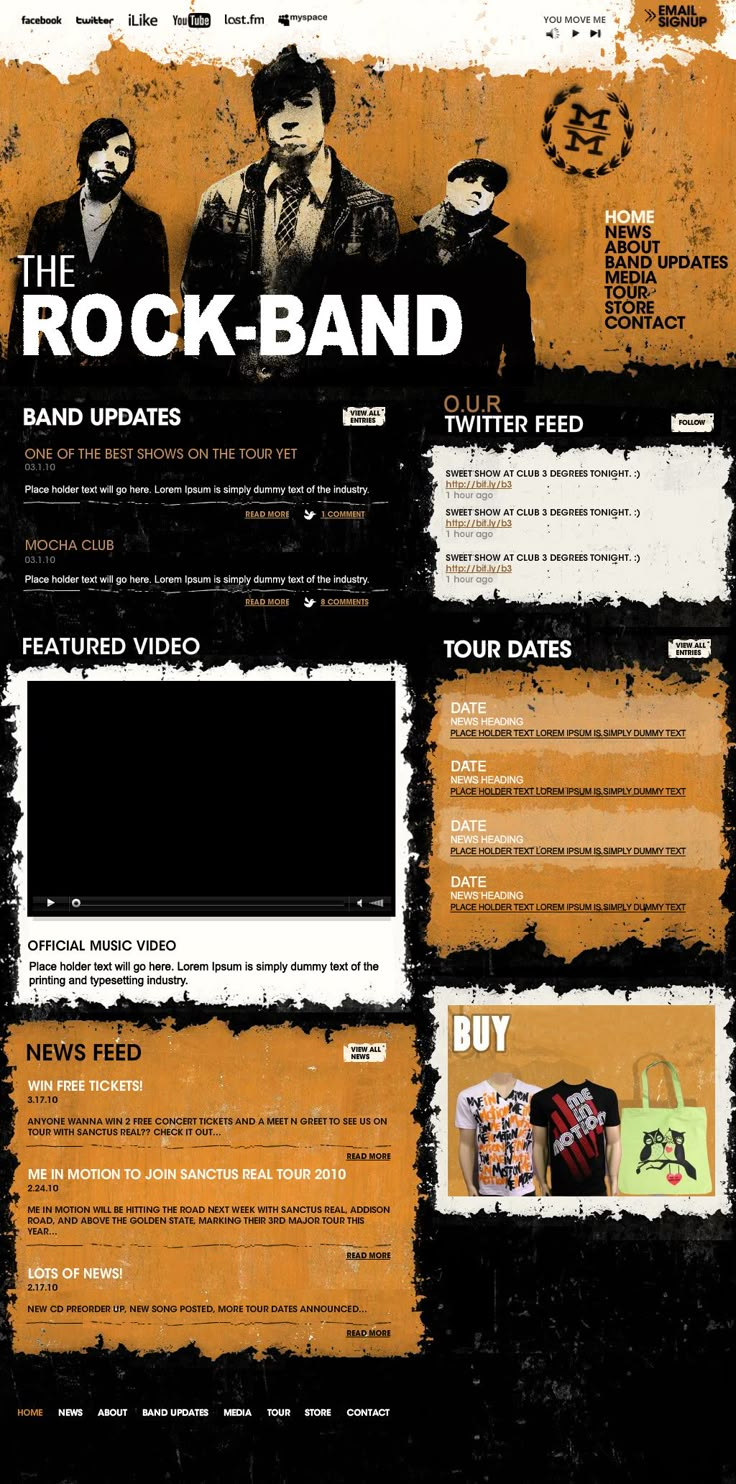 facebook twitter iLike YouTube last.fm myspace
YOU MOVE ME
EMAIL
SIGNUP
M
M
HOME
NEWS
ABOUT
BAND UPDATES
MEDIA
TOUR
STORE
CONTACT
THE
ROCK-BAND
BAND UPDATES
VIEW ALL
ENTRIES
ONE OF THE BEST SHOWS ON THE TOUR YET
03.1.10
Place holder text will go here. Lorem Ipsum is simply dummy text of the industry.
READ MORE 1 COMMENT
MOCHA CLUB
03.1.10
Place holder text will go here. Lorem Ipsum is simply dummy text of the industry.
READ MORE 8 COMMENTS
O.U.R
TWITTER FEED
FOLLOW
SWEET SHOW AT CLUB 3 DEGREES TONIGHT. :)
http://bit.ly/b3
1 hour ago
SWEET SHOW AT CLUB 3 DEGREES TONIGHT. :)
http://bit.ly/b3
1 hour ago
SWEET SHOW AT CLUB 3 DEGREES TONIGHT. :)
http://bit.ly/b3
1 hour ago
FEATURED VIDEO
OFFICIAL MUSIC VIDEO
Place holder text will go here. Lorem Ipsum is simply dummy text of the
printing and typesetting industry.
TOUR DATES
VIEW ALL
ENTRIES
DATE
NEWS HEADING
PLACE HOLDER TEXT LOREM IPSUM IS SIMPLY DUMMY TEXT
DATE
NEWS HEADING
PLACE HOLDER TEXT LOREM IPSUM IS SIMPLY DUMMY TEXT
DATE
NEWS HEADING
PLACE HOLDER TEXT LOREM IPSUM IS SIMPLY DUMMY TEXT
DATE
NEWS HEADING
PLACE HOLDER TEXT LOREM IPSUM IS SIMPLY DUMMY TEXT
BUY
ME
IN
MOTION
NEWS FEED
VIEW ALL
NEWS
WIN FREE TICKETS!
3.17.10
ANYONE WANNA WIN 2 FREE CONCERT TICKETS AND A MEET N GREET TO SEE US ON
TOUR WITH SANCTUS REAL?? CHECK IT OUT...
READ MORE
ME IN MOTION TO JOIN SANCTUS REAL TOUR 2010
2.24.10
ME IN MOTION WILL BE HITTING THE ROAD NEXT WEEK WITH SANCTUS REAL, ADDISON
ROAD, AND ABOVE THE GOLDEN STATE, MARKING THEIR 3RD MAJOR TOUR THIS
YEAR...
READ MORE
LOTS OF NEWS!
2.17.10
NEW CD PREORDER UP, NEW SONG POSTED, MORE TOUR DATES ANNOUNCED...
READ MORE
HOME NEWS ABOUT BAND UPDATES MEDIA TOUR STORE CONTACT